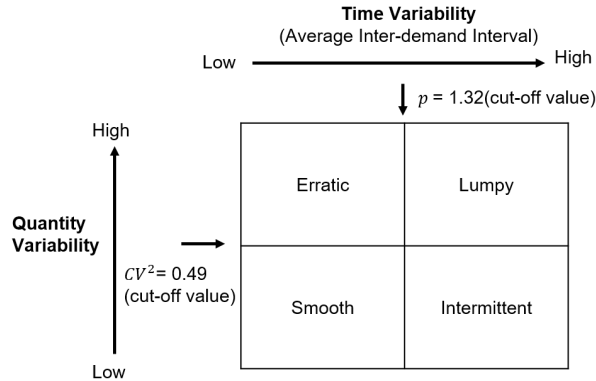 Time Variability
(Average Inter-demand Interval)
Low
High
p = 1.32(cut-off value)
High
Erratic
Lumpy
Quantity
Variability
CV² = 0.49
(cut-off value)
Smooth
Intermittent
Low